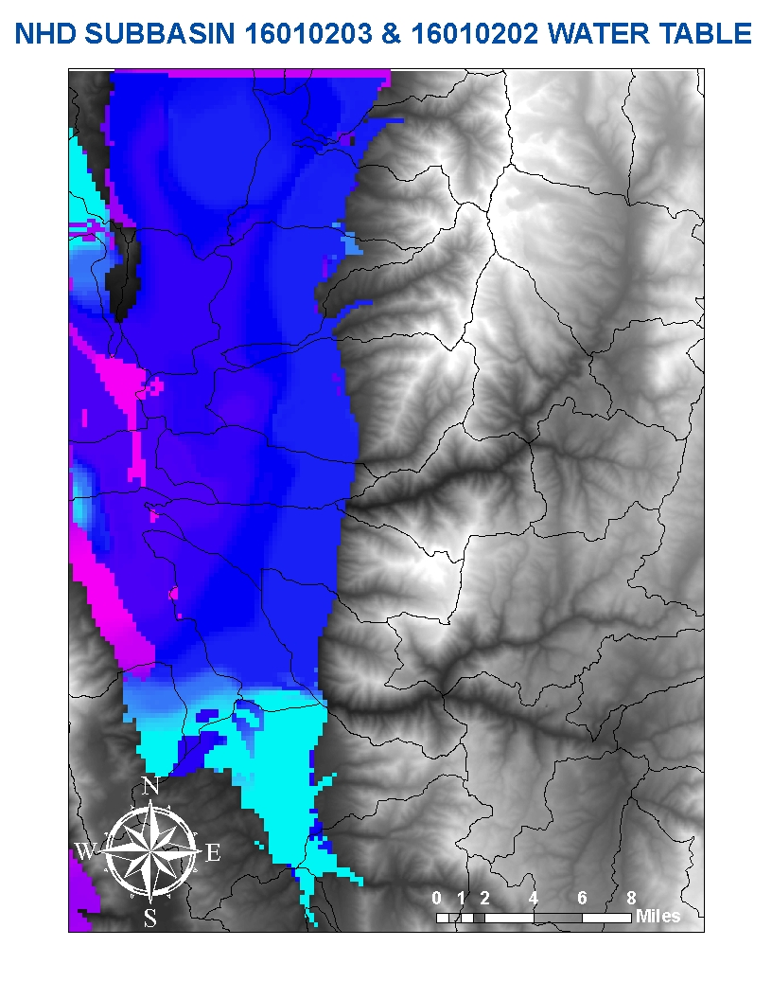 NHD SUBBASIN 16010203 & 16010202 WATER TABLE
N
W E
S
0 1 2 4 6 8
Miles